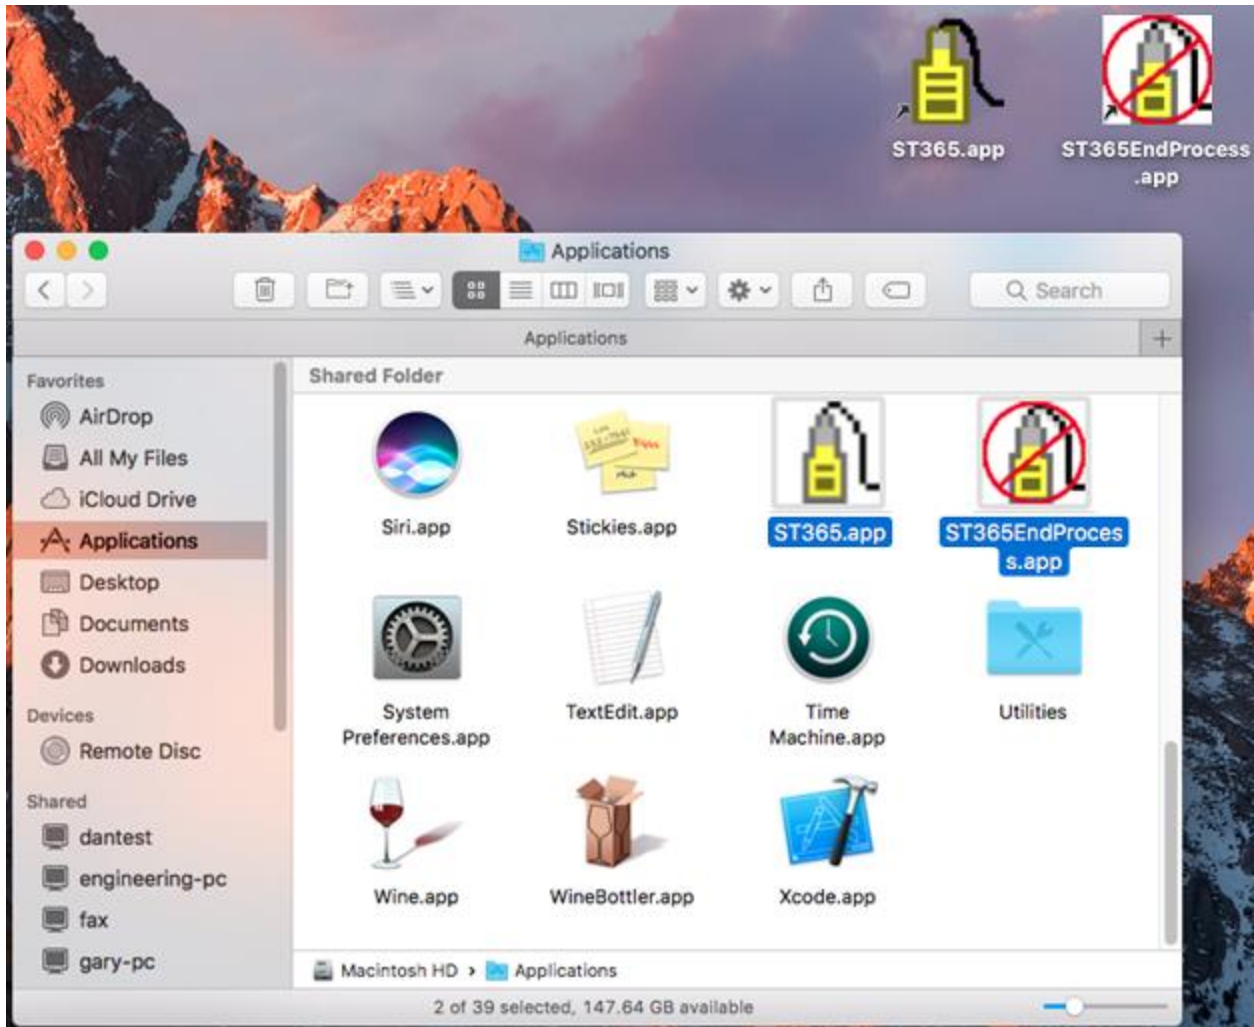 ST365.app
ST365EndProcess
.app
Applications
Search
Applications
Favorites
AirDrop
All My Files
iCloud Drive
Applications
Desktop
Documents
Downloads
Devices
Remote Disc
Shared
dantest
engineering-pc
fax
gary-pc
Shared Folder
Siri.app
Stickies.app
ST365.app
ST365EndProces
s.app
System
Preferences.app
TextEdit.app
Time
Machine.app
Utilities
Wine.app
WineBottler.app
Xcode.app
Macintosh HD › Applications
2 of 39 selected, 147.64 GB available